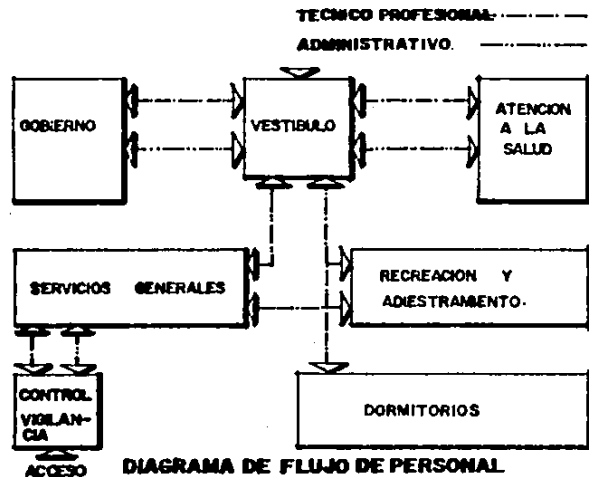 TECNICO PROFESIONAL
ADMINISTRATIVO.
GOBIERNO
VESTIBULO
ATENCION
A LA
SALUD
SERVICIOS GENERALES
RECREACION Y
ADIESTRAMIENTO.
CONTROL
VIGILAN-
CIA
DORMITORIOS
ACCESO
DIAGRAMA DE FLUJO DE PERSONAL